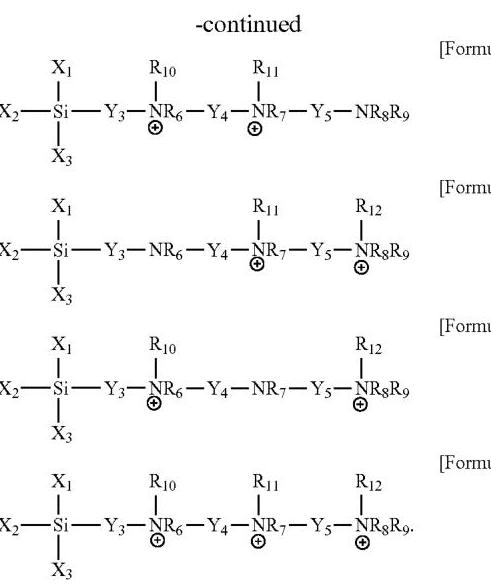 -continued
[Formu
X₁ R₁₀ R₁₁
X₂—Si—Y₃—NR₆—Y₄—NR₇—Y₅—NR₈R₉
⊕ ⊕
X₃
[Formu
X₁ R₁₁ R₁₂
X₂—Si—Y₃—NR₆—Y₄—NR₇—Y₅—NR₈R₉
⊕ ⊕
X₃
[Formu
X₁ R₁₀ R₁₂
X₂—Si—Y₃—NR₆—Y₄—NR₇—Y₅—NR₈R₉
⊕ ⊕
X₃
[Formu
X₁ R₁₀ R₁₁ R₁₂
X₂—Si—Y₃—NR₆—Y₄—NR₇—Y₅—NR₈R₉.
⊕ ⊕ ⊕
X₃